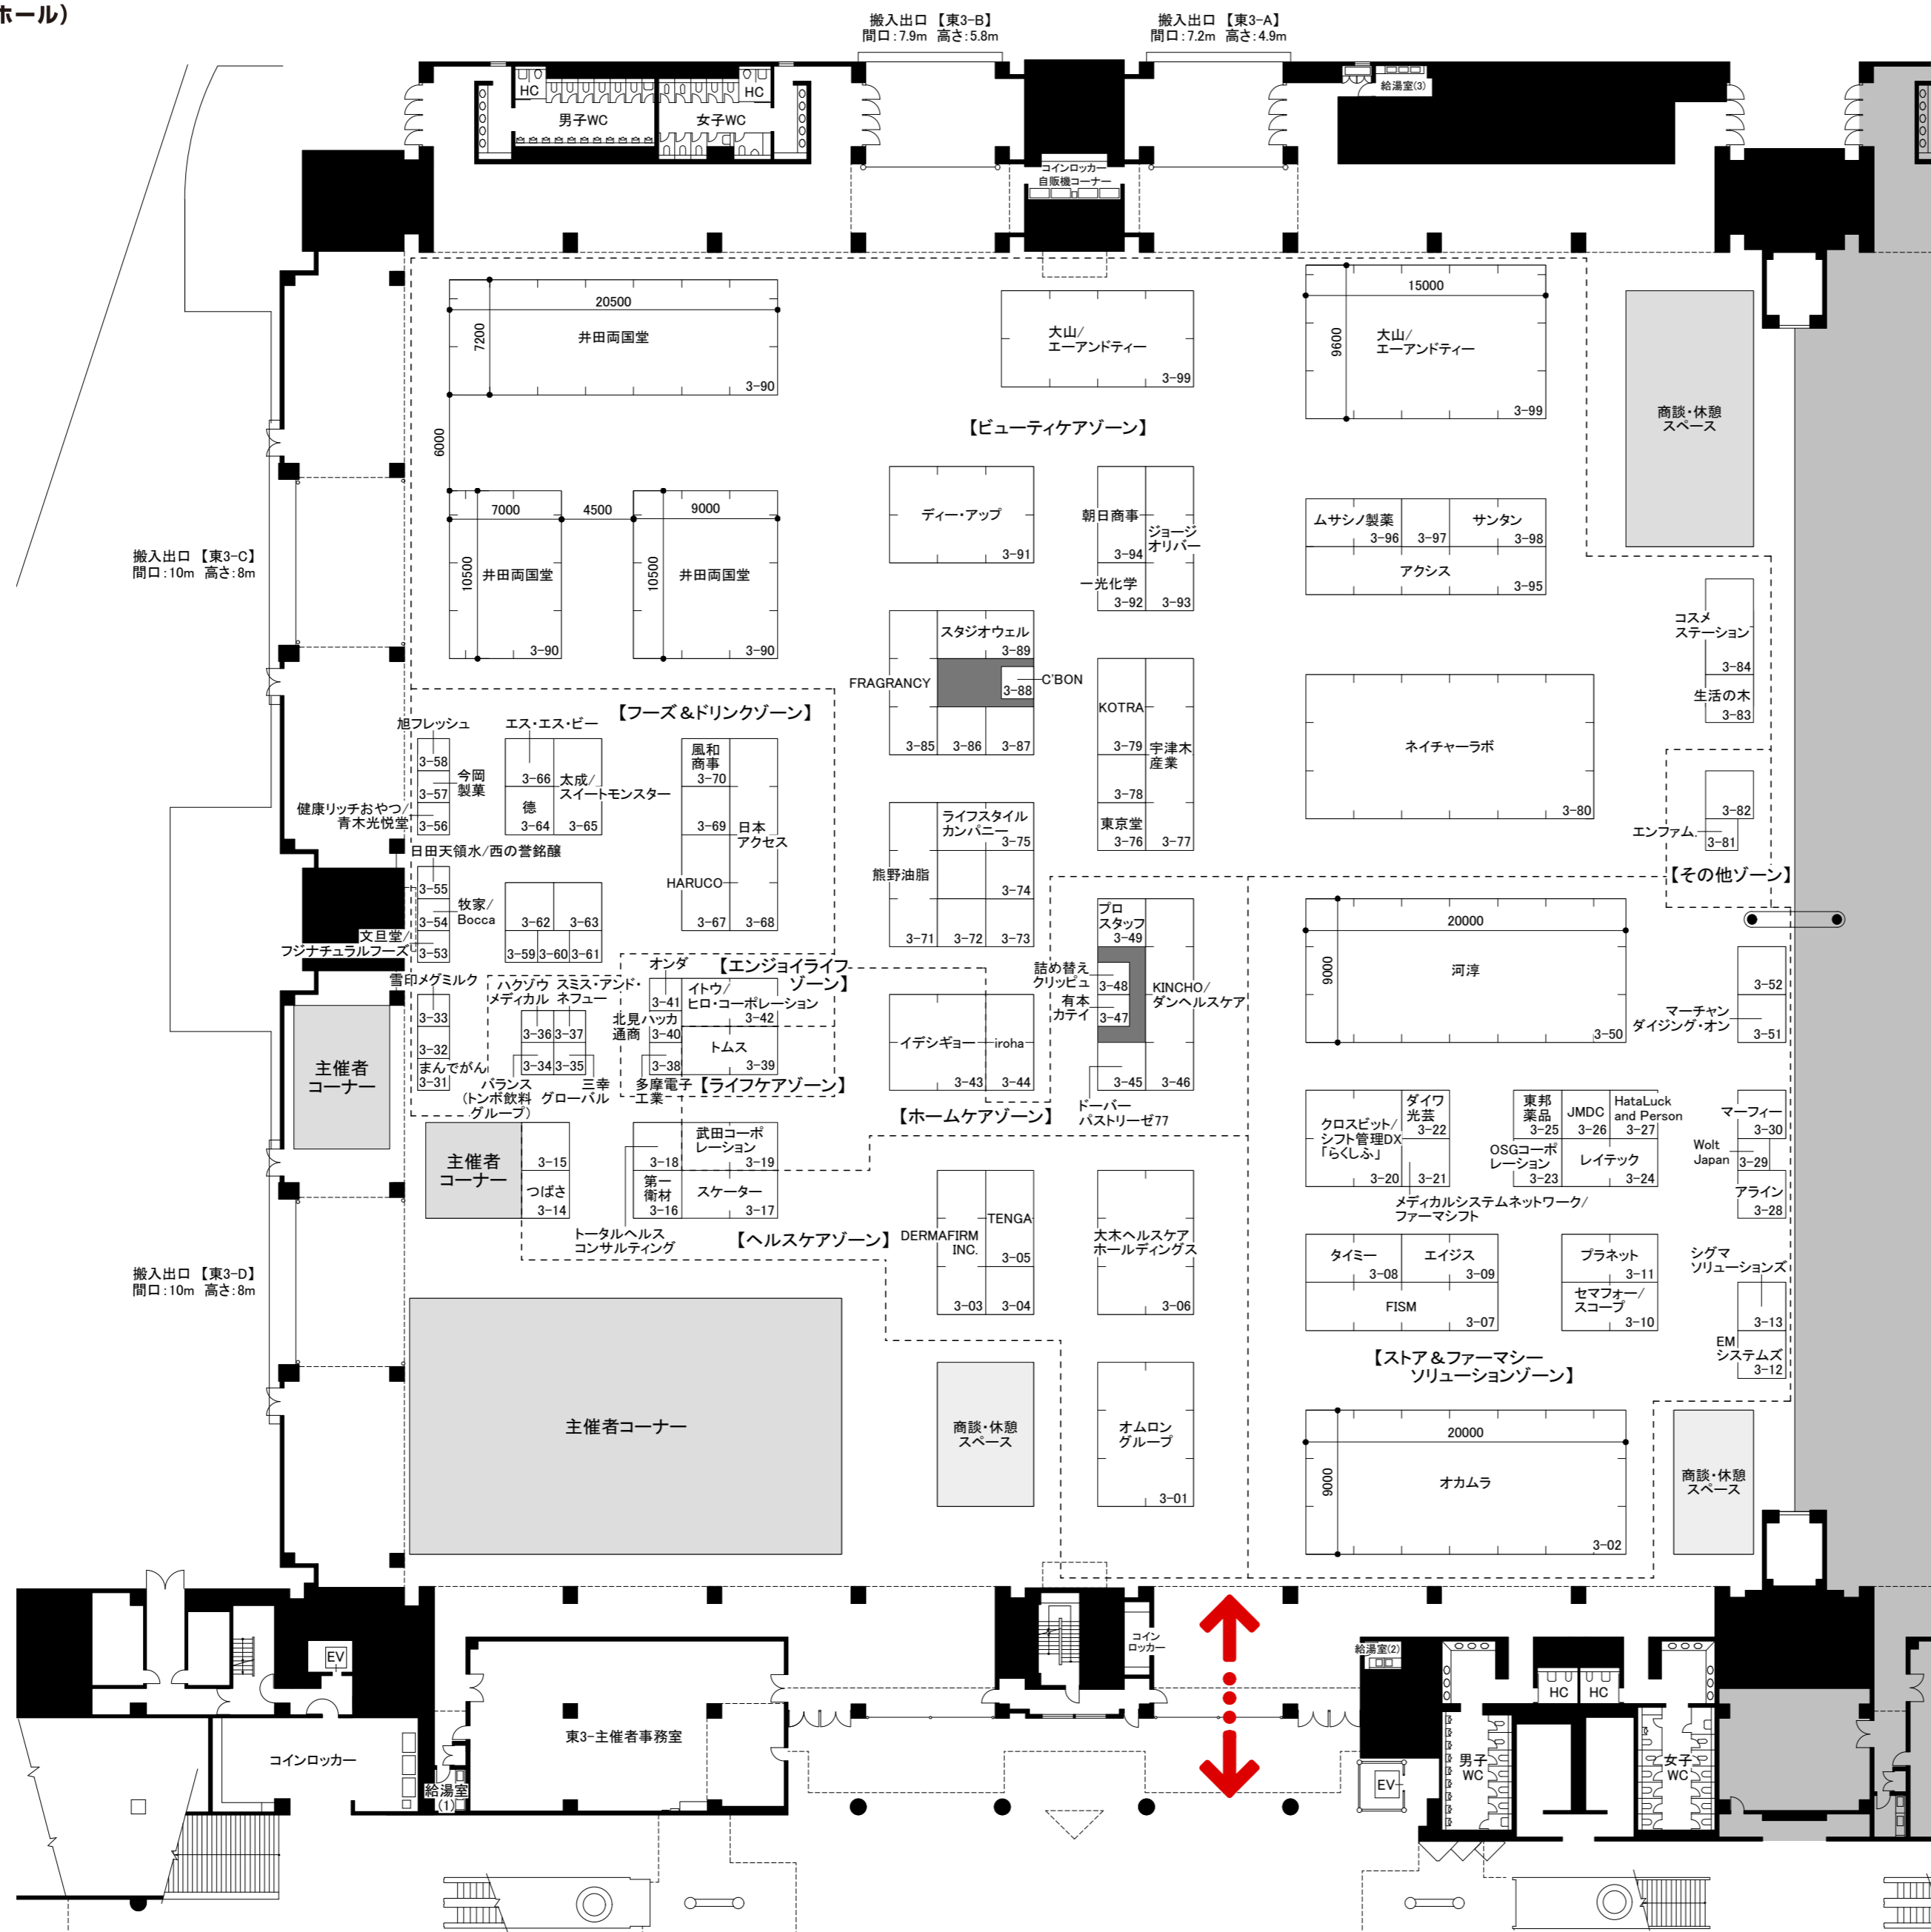 ホール）
搬入出口 【東3-B】
間口：7.9m 高さ：5.8m
搬入出口 【東3-A】
間口：7.2m 高さ：4.9m
HC
男子WC
女子WC
HC
給湯室(3)
コインロッカー
自販機コーナー
20500
7200
井田両国堂
3-90
大山/
エーアンドティー
3-99
15000
9600
大山/
エーアンドティー
3-99
商談・休憩
スペース
6000
【ビューティケアゾーン】
7000
4500
9000
10500
井田両国堂
3-90
10500
井田両国堂
3-90
搬入出口 【東3-C】
間口：10m 高さ：8m
ディー・アップ
3-91
朝日商事
3-94
ジョージ
オリバー
一光化学
3-92
3-93
ムサシノ製薬
3-96
3-97
サンタン
3-98
アクシス
3-95
スタジオウェル
3-89
FRAGRANCY
3-88
C'BON
3-85
3-86
3-87
KOTRA
3-79
宇津木
産業
3-78
東京堂
3-76
3-77
コスメ
ステーション
3-84
生活の木
3-83
ネイチャーラボ
3-80
3-82
エンファム.
3-81
【その他ゾーン】
【フーズ＆ドリンクゾーン】
旭フレッシュ
3-58
今岡
製菓
3-57
健康リッチおやつ/
青木光悦堂
3-56
エス・エス・ビー
3-66
太成/
スイートモンスター
徳
3-64
3-65
風和
商事
3-70
3-69
日本
アクセス
HARUCO
3-67
3-68
日田天領水/西の誉銘醸
3-55
牧家/
Bocca
3-54
文旦堂/
フジナチュラルフーズ
3-53
3-62
3-63
3-59
3-60
3-61
ライフスタイル
カンパニー
3-75
熊野油脂
3-74
3-71
3-72
3-73
プロ
スタッフ
3-49
詰め替え
クリッピュ
3-48
有本
カテイ
3-47
KINCHO/
ダンヘルスケア
3-45
3-46
ドーバー
パストリーゼ77
20000
9000
河淳
3-50
3-52
マーチャン
ダイジング・オン
3-51
雪印メグミルク
3-33
3-32
まんでがん
3-31
ハクゾウ
メディカル
スミス・アンド・
ネフュー
3-36
3-37
3-34
3-35
バランス
(トンボ飲料
グループ)
三幸
グローバル
オンダ
3-41
【エンジョイライフ
ゾーン】
イトウ/
ヒロ・コーポレーション
3-42
北見ハッカ
通商
3-40
トムス
3-39
3-38
多摩電子
工業
【ライフケアゾーン】
イデシギョー
3-43
iroha
3-44
【ホームケアゾーン】
主催者
コーナー
主催者
コーナー
3-15
つばさ
3-14
3-18
武田コーポ
レーション
3-19
第一
衛材
3-16
スケーター
3-17
トータルヘルス
コンサルティング
【ヘルスケアゾーン】
DERMAFIRM
INC.
TENGA
3-05
3-03
3-04
大木ヘルスケア
ホールディングス
3-06
クロスビット/
シフト管理DX
「らくしふ」
3-20
ダイワ
光芸
3-22
3-21
メディカルシステムネットワーク/
ファーマシフト
東邦
薬品
3-25
JMDC
3-26
HataLuck
and Person
3-27
OSGコーポ
レーション
3-23
レイテック
3-24
マーフィー
3-30
Wolt
Japan
3-29
アライン
3-28
タイミー
3-08
エイジス
3-09
FISM
3-07
プラネット
3-11
セマフォー/
スコープ
3-10
シグマ
ソリューションズ
3-13
EM
システムズ
3-12
【ストア＆ファーマシー
ソリューションゾーン】
搬入出口 【東3-D】
間口：10m 高さ：8m
主催者コーナー
商談・休憩
スペース
オムロン
グループ
3-01
20000
9000
オカムラ
3-02
商談・休憩
スペース
EV
コインロッカー
給湯室
(1)
東3-主催者事務室
コイン
ロッカー
給湯室(2)
EV
HC
HC
男子
WC
女子
WC